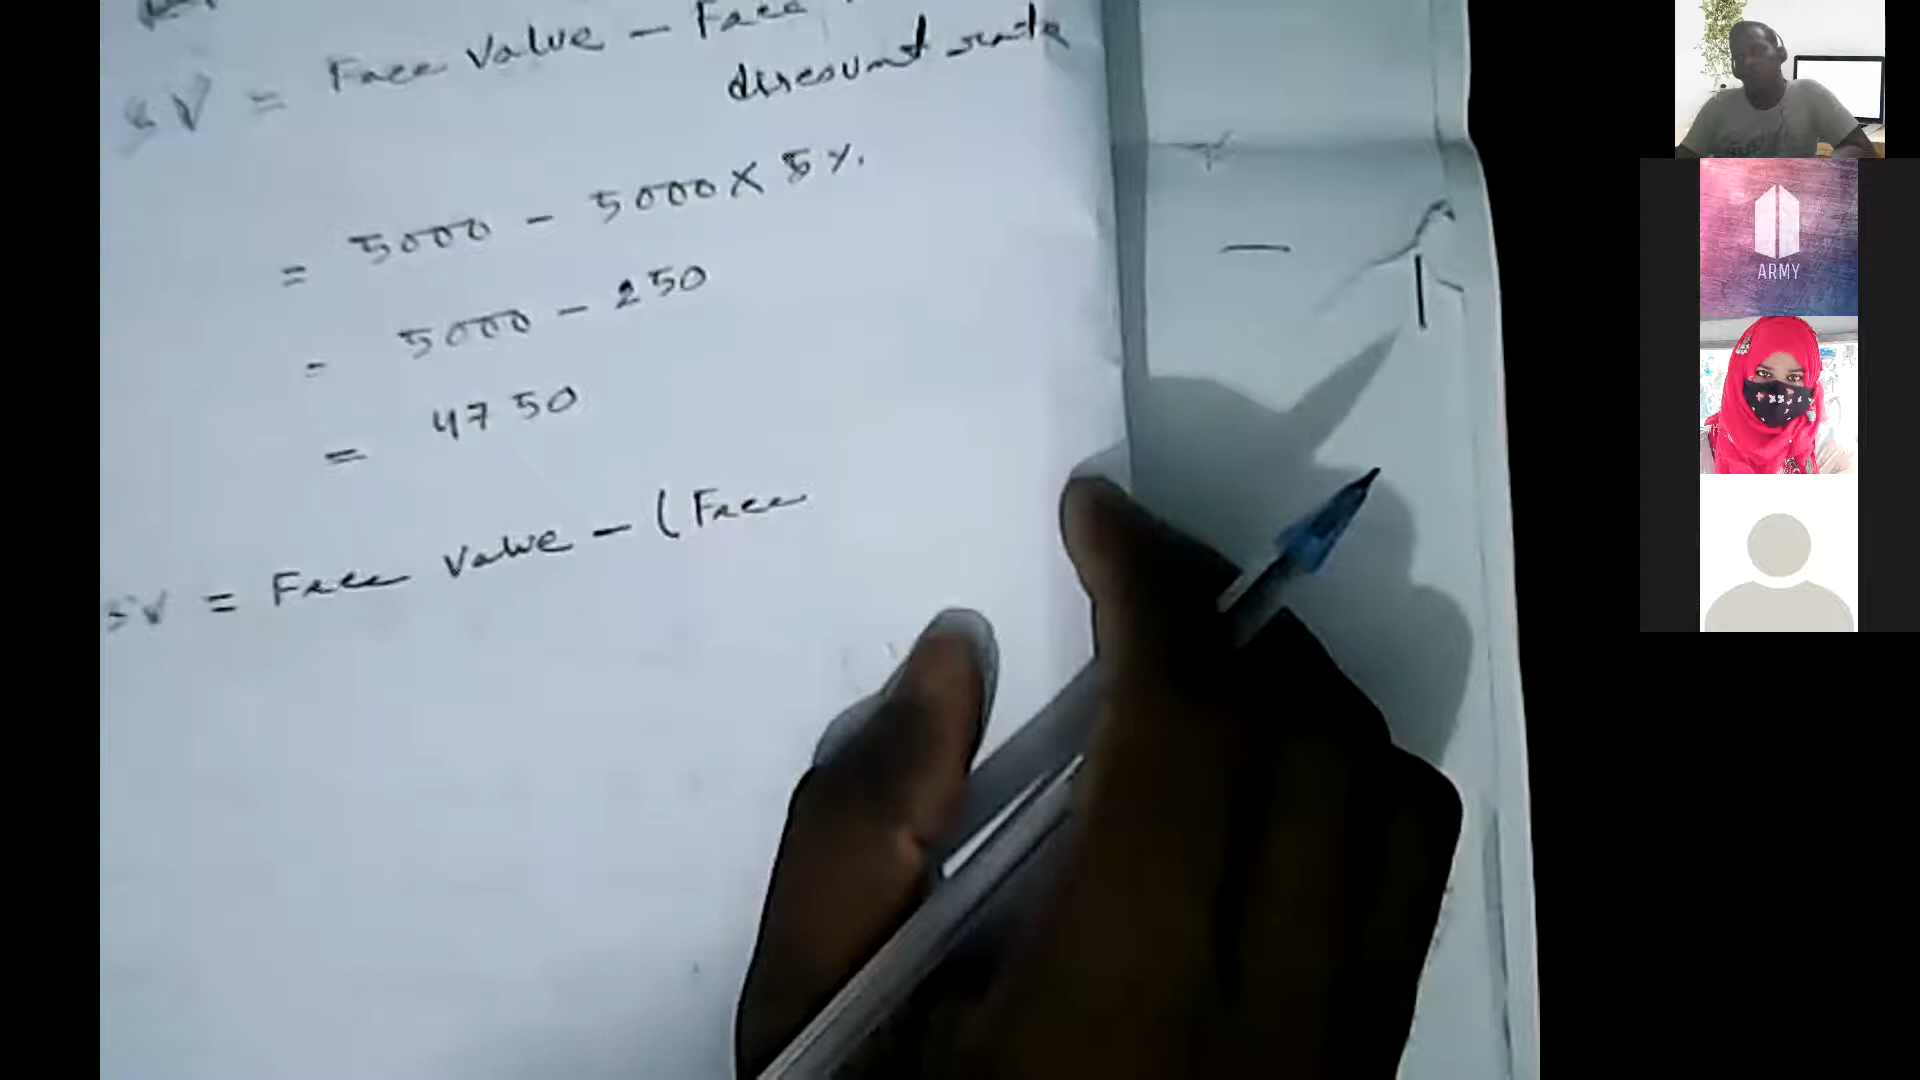 SV = Face Value - Face
discount rate
= 5000 - 5000 X 5%.
- 5000 - 250
= 4750
SV = Face Value - (Face
ARMY